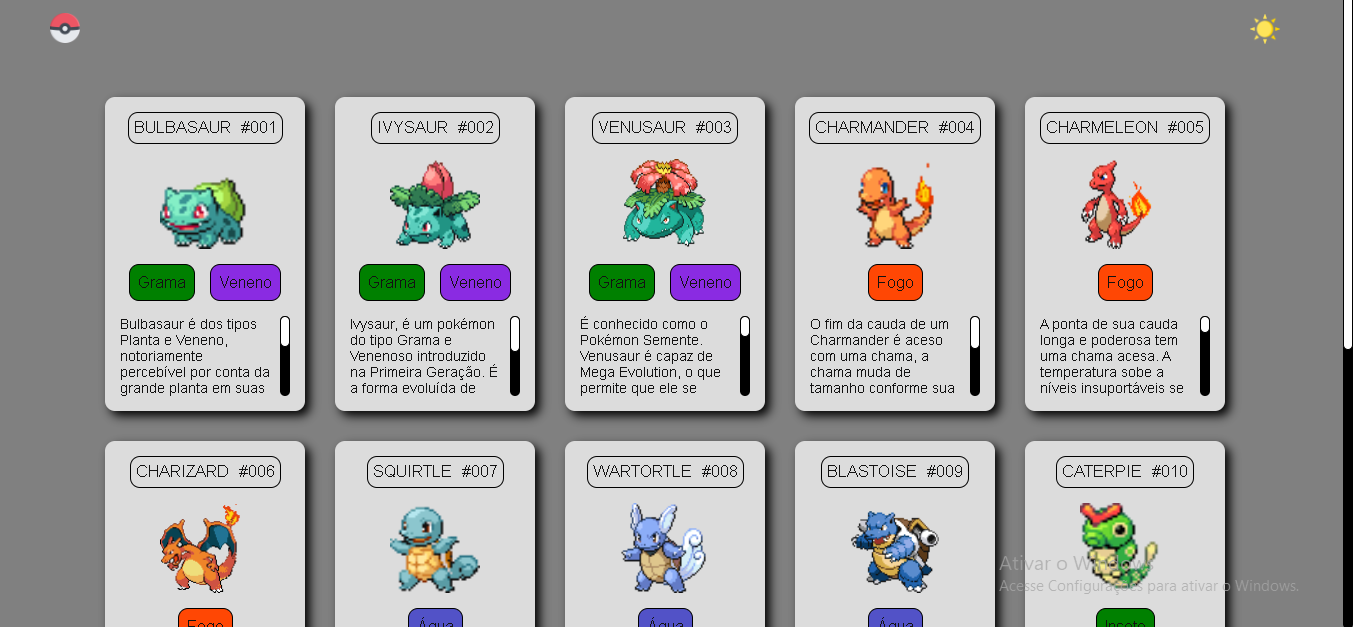 BULBASAUR #001
IVYSAUR #002
VENUSAUR #003
CHARMANDER #004
CHARMELEON #005
Grama Veneno
Grama Veneno
Grama Veneno
Fogo
Fogo
Bulbasaur é dos tipos
Planta e Veneno,
notoriamente
percebível por conta da
grande planta em suas
Ivysaur, é um pokémon
do tipo Grama e
Venenoso introduzido
na Primeira Geração. É
a forma evoluída de
É conhecido como o
Pokémon Semente.
Venusaur é capaz de
Mega Evolution, o que
permite que ele se
O fim da cauda de um
Charmander é aceso
com uma chama, a
chama muda de
tamanho conforme sua
A ponta de sua cauda
longa e poderosa tem
uma chama acesa. A
temperatura sobe a
níveis insuportáveis se
CHARIZARD #006
SQUIRTLE #007
WARTORTLE #008
BLASTOISE #009
CATERPIE #010
Fogo
Água
Água
Água
Inseto
Ativar o Windows
Acesse Configurações para ativar o Windows.